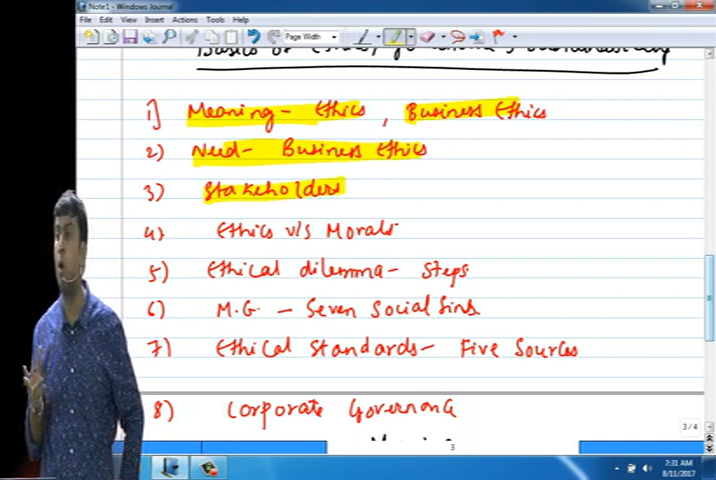 Note1 - Windows Journal
File Edit View Insert Actions Tools Help
Page Width
1) Meaning- Ethics , Business Ethics
2) Need- Business Ethics
3) Stakeholders
4) Ethics v/s Morals
5) Ethical dilemma- Steps
6) M.G. - Seven Social Sins
7) Ethical Standards- Five Sources
8) Corporate Governance
3
3/4
7:31 AM
8/11/2017